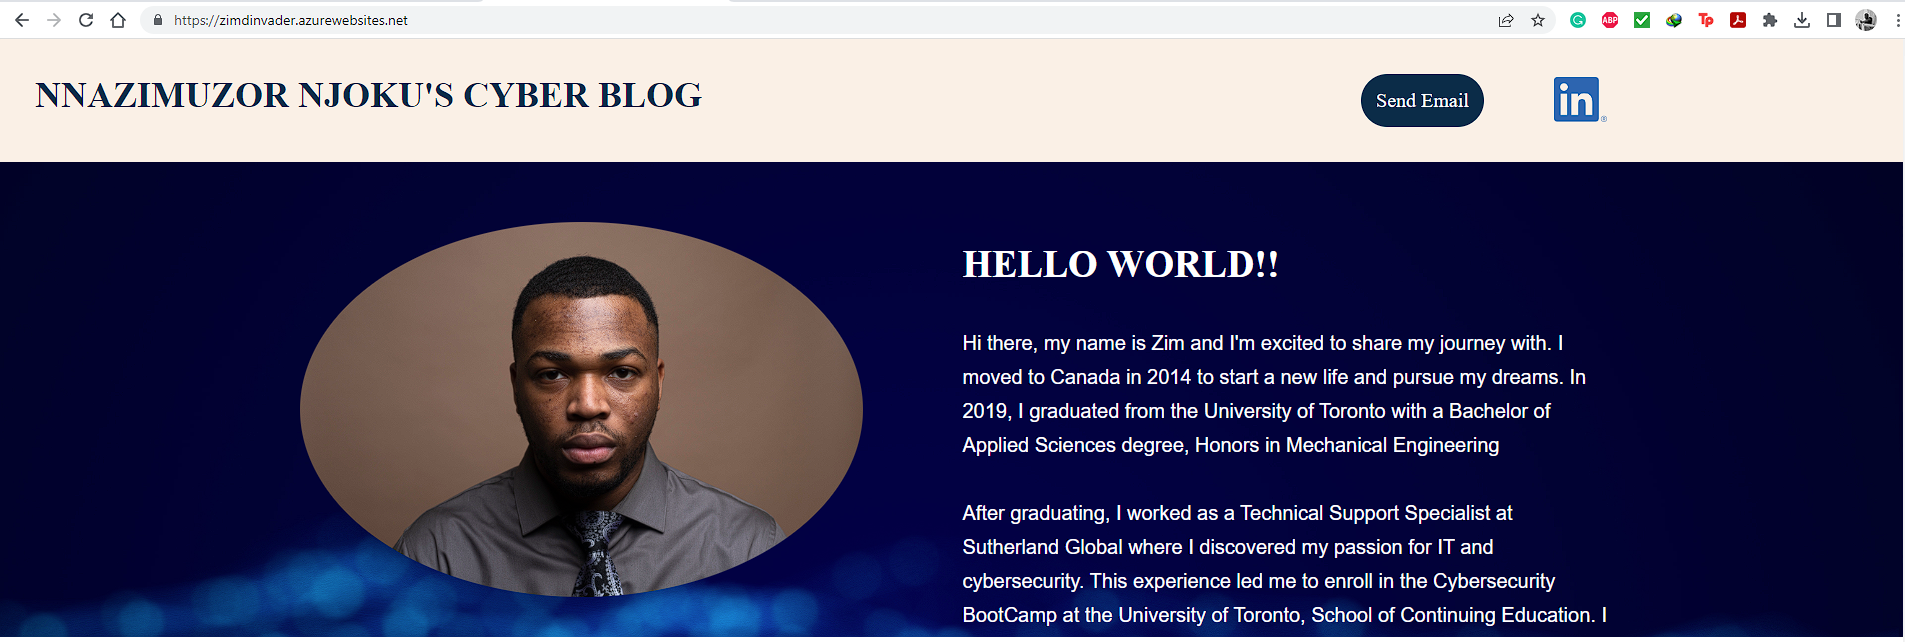 https://zimdinvader.azurewebsites.net
ABP
Tp
NNAZIMUZOR NJOKU'S CYBER BLOG
Send Email
in
®
HELLO WORLD!!
Hi there, my name is Zim and I'm excited to share my journey with. I
moved to Canada in 2014 to start a new life and pursue my dreams. In
2019, I graduated from the University of Toronto with a Bachelor of
Applied Sciences degree, Honors in Mechanical Engineering
After graduating, I worked as a Technical Support Specialist at
Sutherland Global where I discovered my passion for IT and
cybersecurity. This experience led me to enroll in the Cybersecurity
BootCamp at the University of Toronto, School of Continuing Education. I